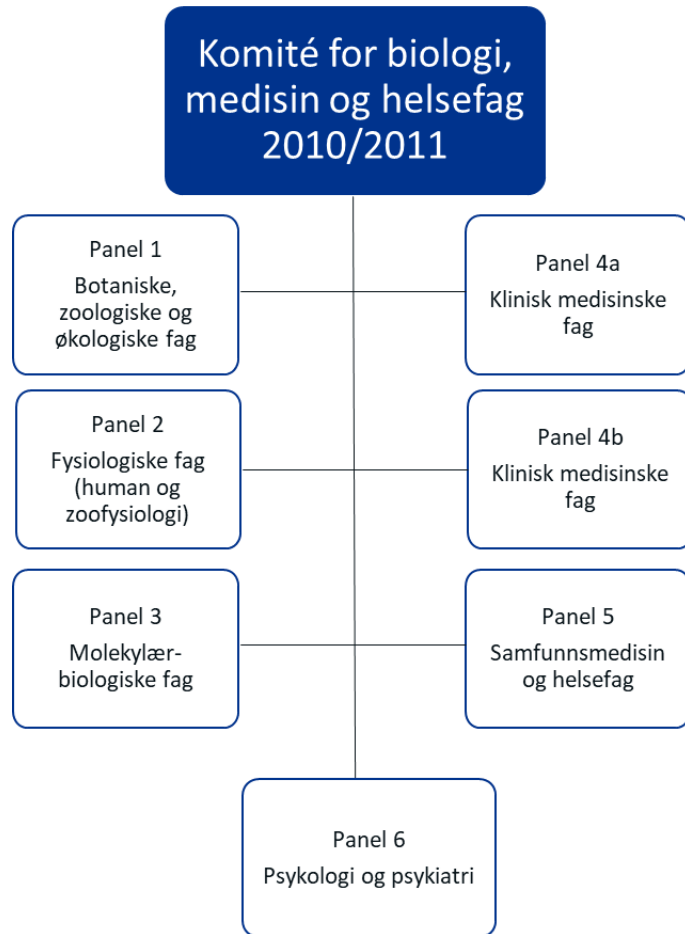 Komité for biologi,
medisin og helsefag
2010/2011
Panel 1
Botaniske,
zoologiske og
økologiske fag
Panel 4a
Klinisk medisinske
fag
Panel 2
Fysiologiske fag
(human og
zoofysiologi)
Panel 4b
Klinisk medisinske
fag
Panel 3
Molekylær-
biologiske fag
Panel 5
Samfunnsmedisin
og helsefag
Panel 6
Psykologi og psykiatri